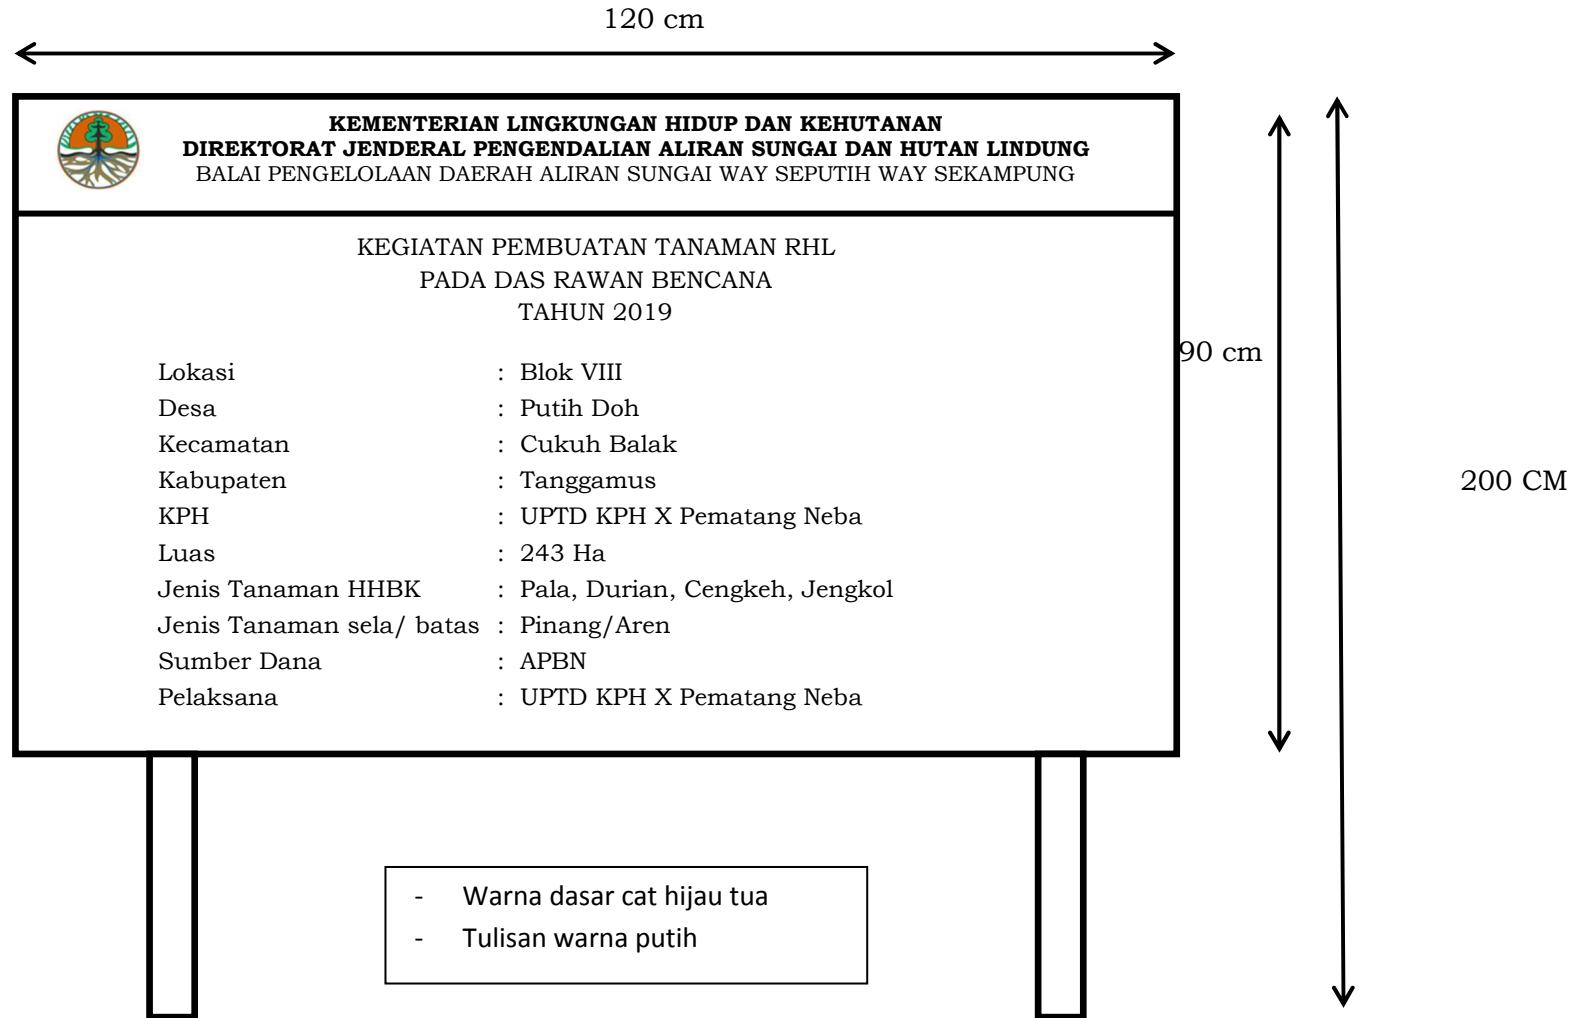 120 cm
KEMENTERIAN LINGKUNGAN HIDUP DAN KEHUTANAN
DIREKTORAT JENDERAL PENGENDALIAN ALIRAN SUNGAI DAN HUTAN LINDUNG
BALAI PENGELOLAAN DAERAH ALIRAN SUNGAI WAY SEPUTIH WAY SEKAMPUNG
KEGIATAN PEMBUATAN TANAMAN RHL
PADA DAS RAWAN BENCANA
TAHUN 2019
90 cm
Lokasi : Blok VIII
Desa : Putih Doh
Kecamatan : Cukuh Balak
Kabupaten : Tanggamus
200 CM
KPH : UPTD KPH X Pematang Neba
Luas : 243 Ha
Jenis Tanaman HHBK : Pala, Durian, Cengkeh, Jengkol
Jenis Tanaman sela/ batas : Pinang/Aren
Sumber Dana : APBN
Pelaksana : UPTD KPH X Pematang Neba
- Warna dasar cat hijau tua
- Tulisan warna putih